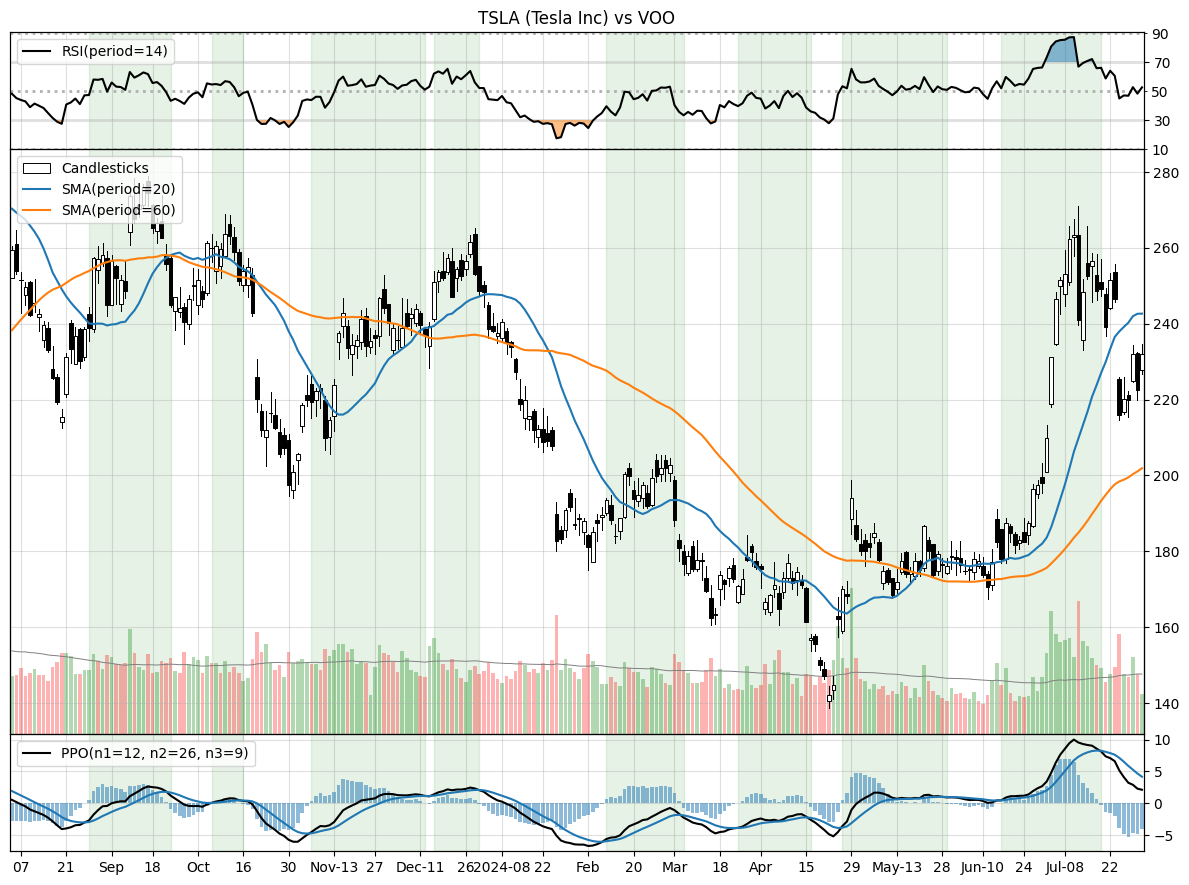 TSLA (Tesla Inc) vs VOO
RSI(period=14)
90
70
50
30
10
Candlesticks
SMA(period=20)
SMA(period=60)
280
260
240
220
200
180
160
140
PPO(n1=12, n2=26, n3=9)
10
5
0
−5
07 21 Sep 18 Oct 16 30 Nov-13 27 Dec-11 26 2024-08 22 Feb 20 Mar 18 Apr 15 29 May-13 28 Jun-10 24 Jul-08 22